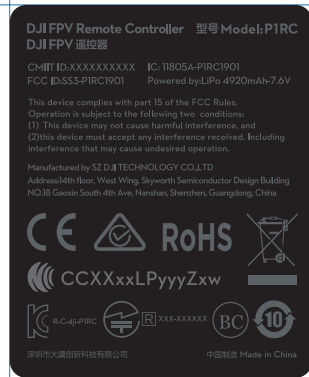 DJI FPV Remote Controller 型号 Model:P1RC
DJI FPV 遥控器
CMIIT ID:XXXXXXXXXX IC: 11805A-P1RC1901
FCC ID:SS3-P1RC1901 Powered by:LiPo 4920mAh⎓7.6V
This device complies with part 15 of the FCC Rules.
Operation is subject to the following two conditions:
(1) This device may not cause harmful interference, and
(2)this device must accept any interference received. Including
interference that may cause undesired operation.
Manufactured by SZ DJI TECHNOLOGY CO.,LTD
Address:14th floor, West Wing, Skyworth Semiconductor Design Building
NO.18 Gaoxin South 4th Ave, Nanshan, Shenzhen, Guangdong, China
CE RoHS
CCXXxxLPyyyZxw
R-C-dji-P1RC R XXX-XXXXXX BC 10
深圳市大疆创新科技有限公司 中国制造 Made in China